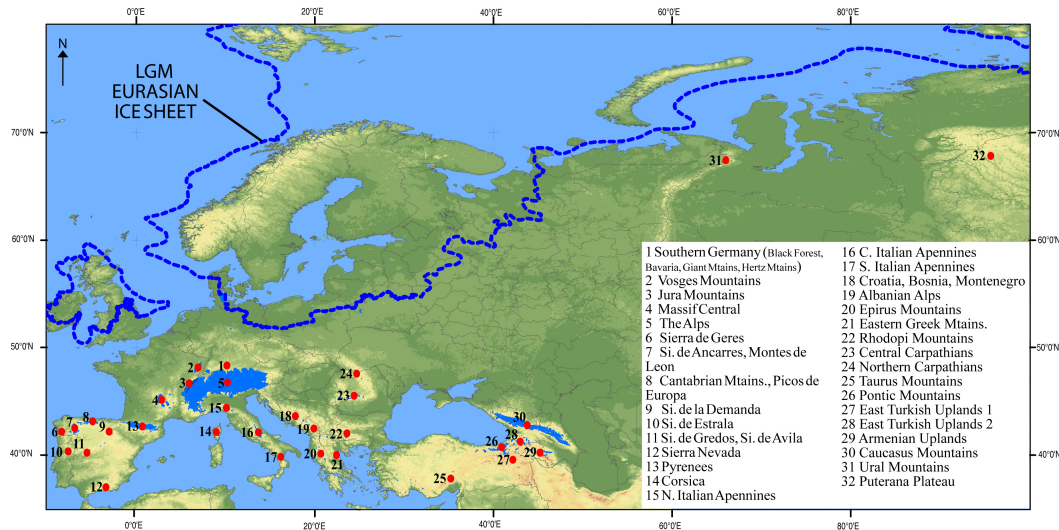 0°E 20°E 40°E 60°E 80°E
N
LGM
EURASIAN
ICE SHEET
70°0'N 70°0'N
60°0'N 60°0'N
50°0'N 50°0'N
40°0'N 40°0'N
31
32
1
2
3
5
4
24
23
15
8
7
9
6
11
13
10
12
14
16
17
18
19
20
21
22
25
26
27
28
29
30
1 Southern Germany (Black Forest,
Bavaria, Giant Mtains, Hertz Mtains)
2 Vosges Mountains
3 Jura Mountains
4 Massif Central
5 The Alps
6 Sierra de Geres
7 Si. de Ancarres, Montes de
Leon
8 Cantabrian Mtains., Picos de
Europa
9 Si. de la Demanda
10 Si. de Estrala
11 Si. de Gredos, Si. de Avila
12 Sierra Nevada
13 Pyrenees
14 Corsica
15 N. Italian Apennines
16 C. Italian Apennines
17 S. Italian Apennines
18 Croatia, Bosnia, Montenegro
19 Albanian Alps
20 Epirus Mountains
21 Eastern Greek Mtains.
22 Rhodopi Mountains
23 Central Carpathians
24 Northern Carpathians
25 Taurus Mountains
26 Pontic Mountains
27 East Turkish Uplands 1
28 East Turkish Uplands 2
29 Armenian Uplands
30 Caucasus Mountains
31 Ural Mountains
32 Puterana Plateau
0°0'E 20°0'E 40°0'E 60°0'E 80°0'E